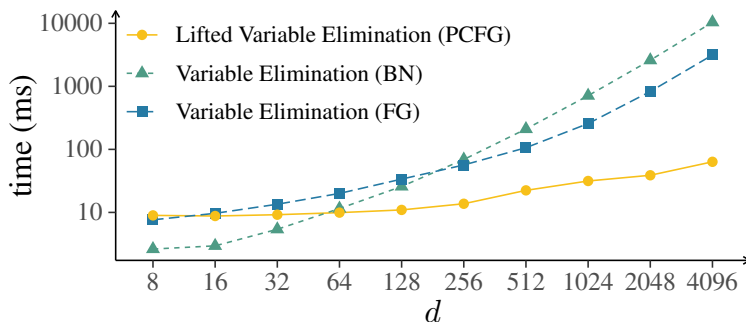 10000
1000
100
10
time (ms)
Lifted Variable Elimination (PCFG)
Variable Elimination (BN)
Variable Elimination (FG)
8 16 32 64 128 256 512 1024 2048 4096
d